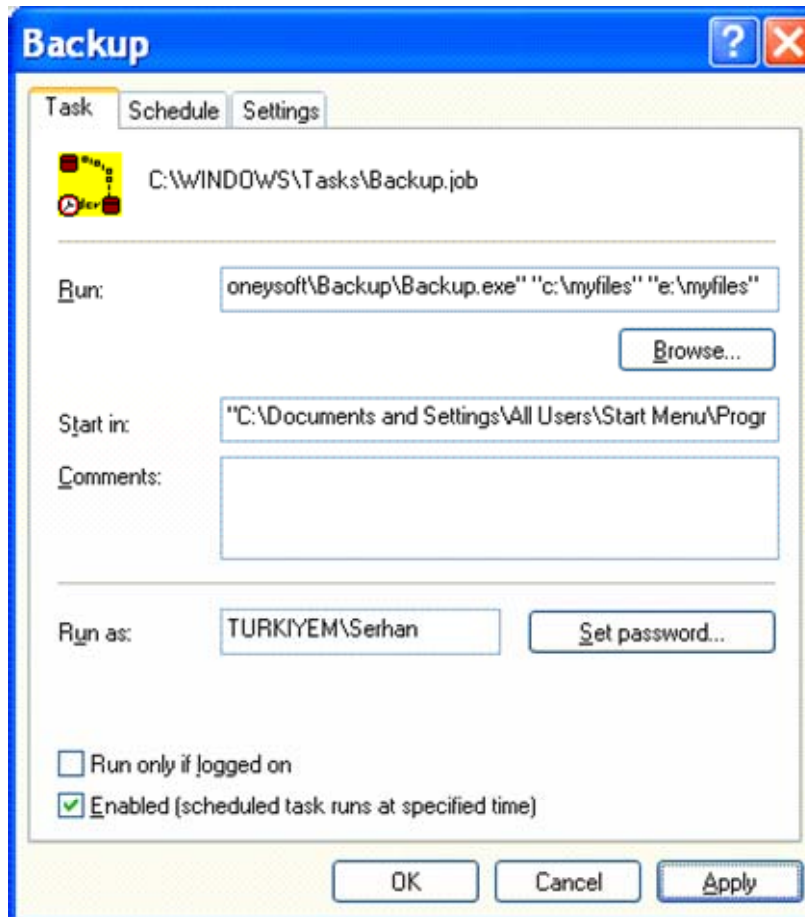 Backup
Task Schedule Settings
C:\WINDOWS\Tasks\Backup.job
Run: oneysoft\Backup\Backup.exe" "c:\myfiles" "e:\myfiles"
Browse...
Start in: "C:\Documents and Settings\All Users\Start Menu\Progr
Comments:
Run as: TURKIYEM\Serhan Set password...
Run only if logged on
Enabled (scheduled task runs at specified time)
OK Cancel Apply